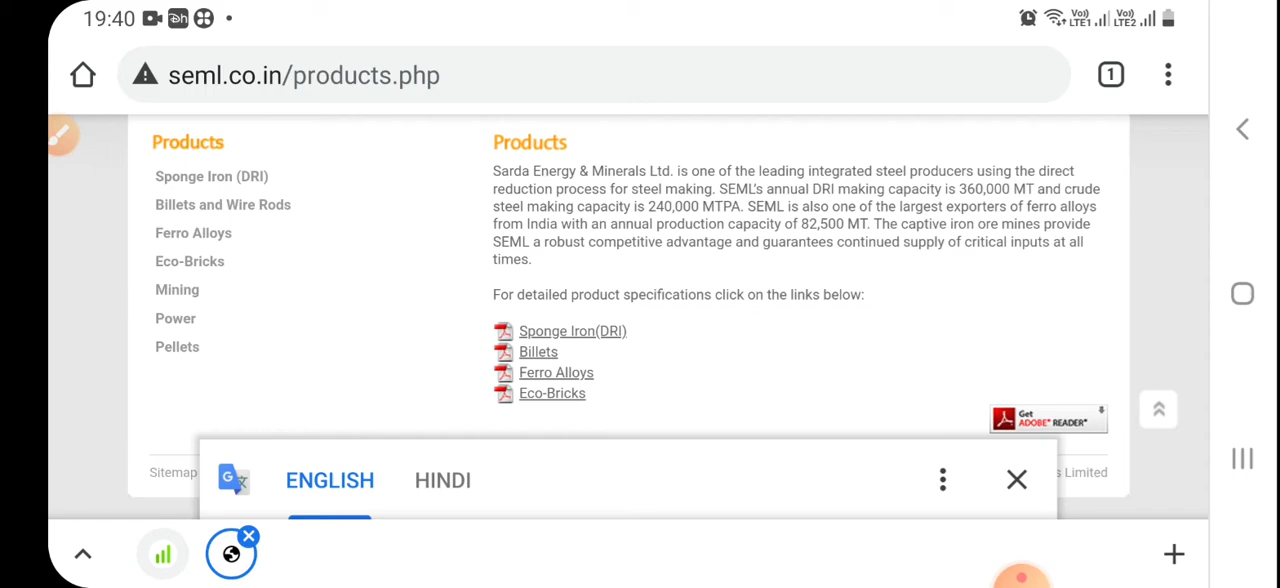 19:40
Vo)) LTE1 Vo)) LTE2
seml.co.in/products.php
1
Products
Sponge Iron (DRI)
Billets and Wire Rods
Ferro Alloys
Eco-Bricks
Mining
Power
Pellets
Products
Sarda Energy & Minerals Ltd. is one of the leading integrated steel producers using the direct
reduction process for steel making. SEML's annual DRI making capacity is 360,000 MT and crude
steel making capacity is 240,000 MTPA. SEML is also one of the largest exporters of ferro alloys
from India with an annual production capacity of 82,500 MT. The captive iron ore mines provide
SEML a robust competitive advantage and guarantees continued supply of critical inputs at all
times.
For detailed product specifications click on the links below:
Sponge Iron(DRI)
Billets
Ferro Alloys
Eco-Bricks
Get
ADOBE® READER®
Sitemap
s Limited
ENGLISH HINDI